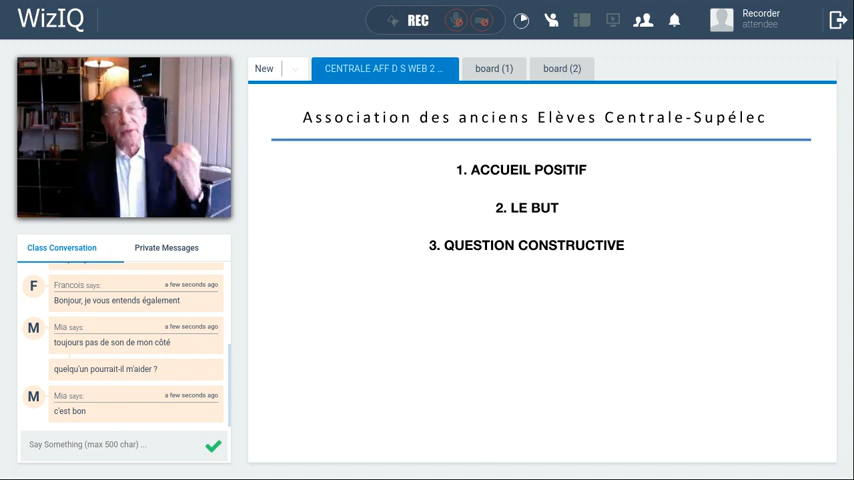 WizIQ
REC
Recorder
attendee
New
CENTRALE AFF D S WEB 2 ...
board (1)
board (2)
Association des anciens Elèves Centrale-Supélec
1. ACCUEIL POSITIF
2. LE BUT
3. QUESTION CONSTRUCTIVE
Class Conversation
Private Messages
F
Francois says:
a few seconds ago
Bonjour, je vous entends également
M
Mia says:
a few seconds ago
toujours pas de son de mon côté
quelqu'un pourrait-il m'aider ?
M
Mia says:
a few seconds ago
c'est bon
Say Something (max 500 char) ...